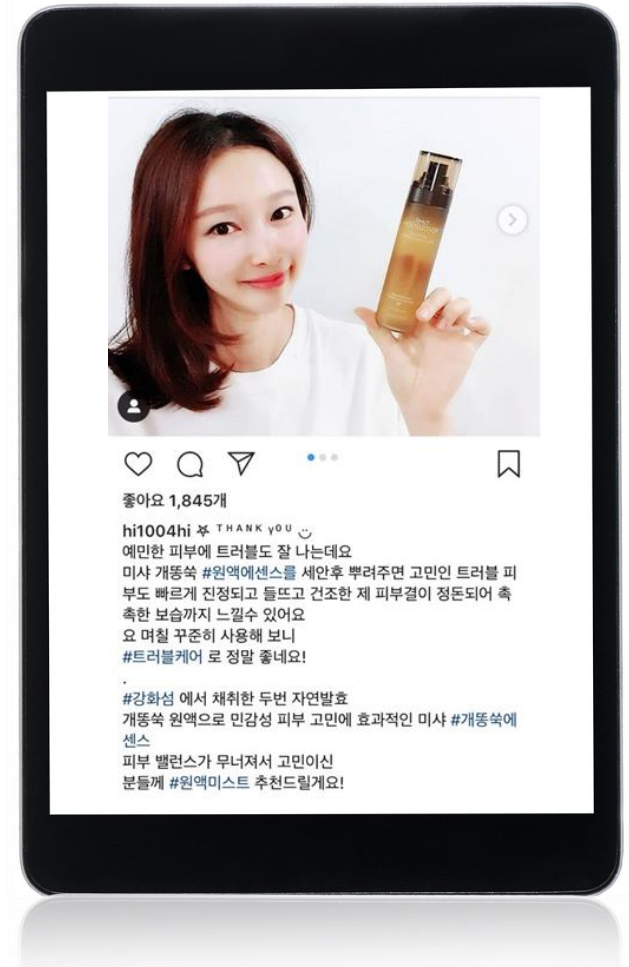 좋아요 1,845개
hi1004hi ⚝ ᵀᴴᴬᴺᴷ ᵞᴼᵁ ن
예민한 피부에 트러블도 잘 나는데요
미샤 개똥쑥 #원액에센스를 세안후 뿌려주면 고민인 트러블 피
부도 빠르게 진정되고 들뜨고 건조한 제 피부결이 정돈되어 촉
촉한 보습까지 느낄수 있어요
요 며칠 꾸준히 사용해 보니
#트러블케어 로 정말 좋네요!
.
#강화섬 에서 채취한 두번 자연발효
개똥쑥 원액으로 민감성 피부 고민에 효과적인 미샤 #개똥쑥에
센스
피부 밸런스가 무너져서 고민이신
분들께 #원액미스트 추천드릴게요!